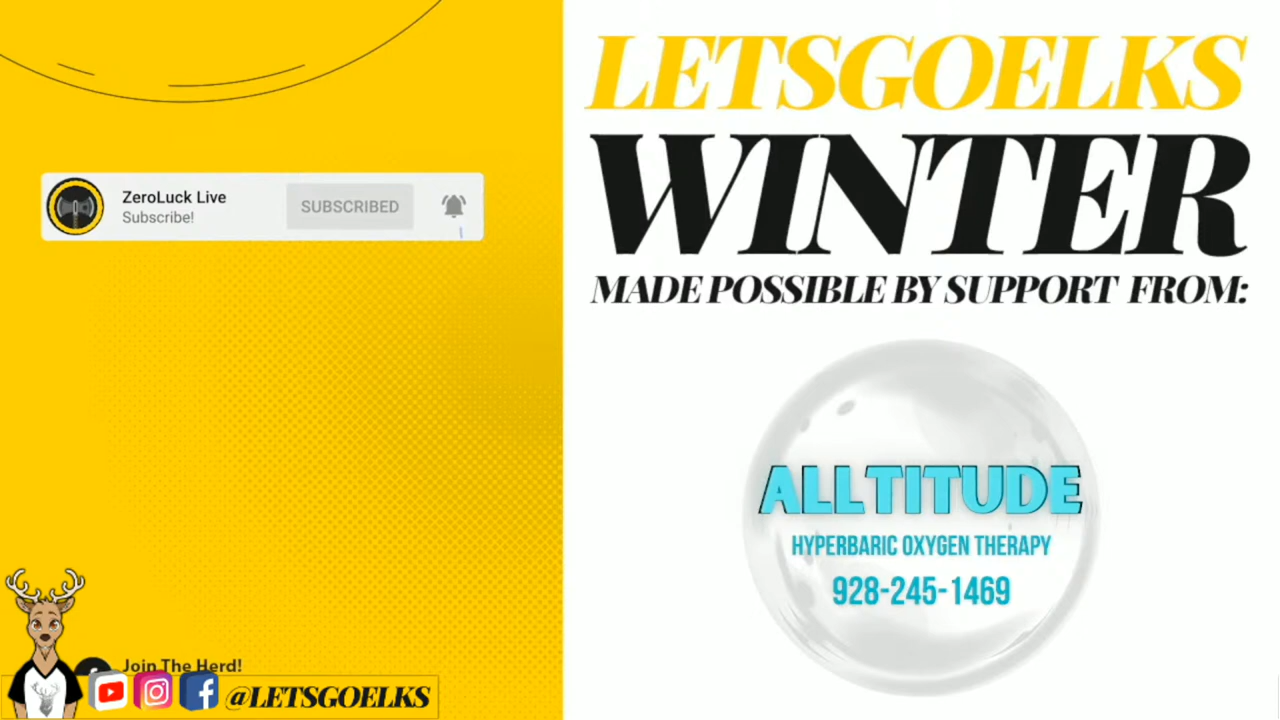 ZeroLuck Live
Subscribe!
SUBSCRIBED
Join The Herd!
@LETSGOELKS
LETSGOELKS
WINTER
MADE POSSIBLE BY SUPPORT FROM:
ALLTITUDE
HYPERBARIC OXYGEN THERAPY
928-245-1469